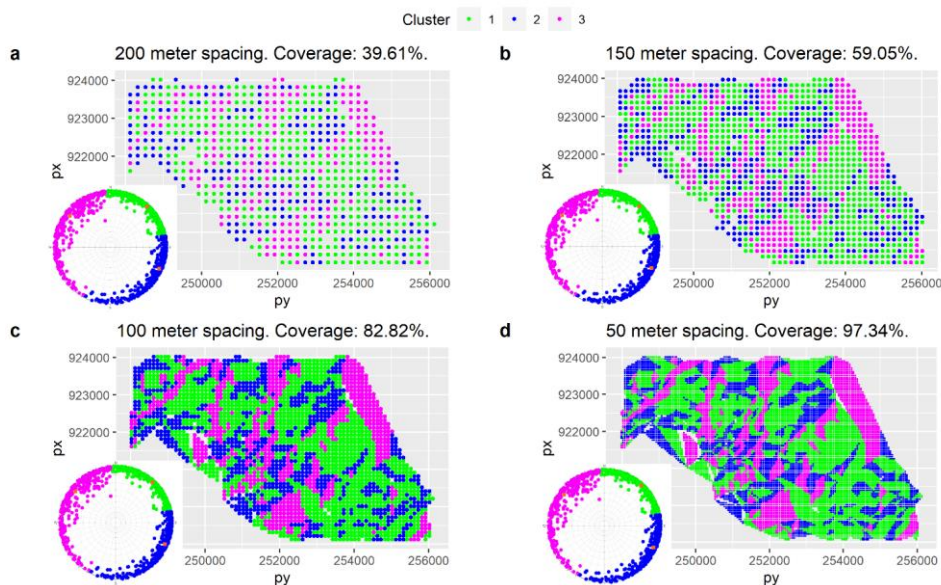 Cluster 1 2 3
a 200 meter spacing. Coverage: 39.61%.
924000
923000
922000
px
250000 252000 254000 256000
py
b 150 meter spacing. Coverage: 59.05%.
924000
923000
922000
px
250000 252000 254000 256000
py
c 100 meter spacing. Coverage: 82.82%.
924000
923000
922000
px
250000 252000 254000 256000
py
d 50 meter spacing. Coverage: 97.34%.
924000
923000
922000
px
250000 252000 254000 256000
py